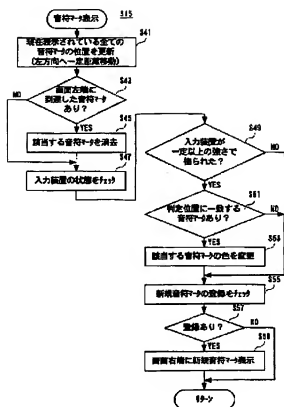 音符マーク表示
S15
S41
現在表示されている全ての
音符マークの位置を更新
(左方向へ一定距離移動)
S43
画面左端に
到達した音符マーク
あり?
NO
YES
S45
該当する音符マークを消去
S47
入力装置の状態をチェック
S49
入力装置が
一定以上の強さで
振られた?
NO
YES
S51
判定位置に一致する
音符マークあり?
NO
YES
S53
該当する音符マークの色を変更
S55
新規音符マークの登録をチェック
S57
登録あり?
NO
YES
S59
画面右端に新規音符マーク表示
リターン